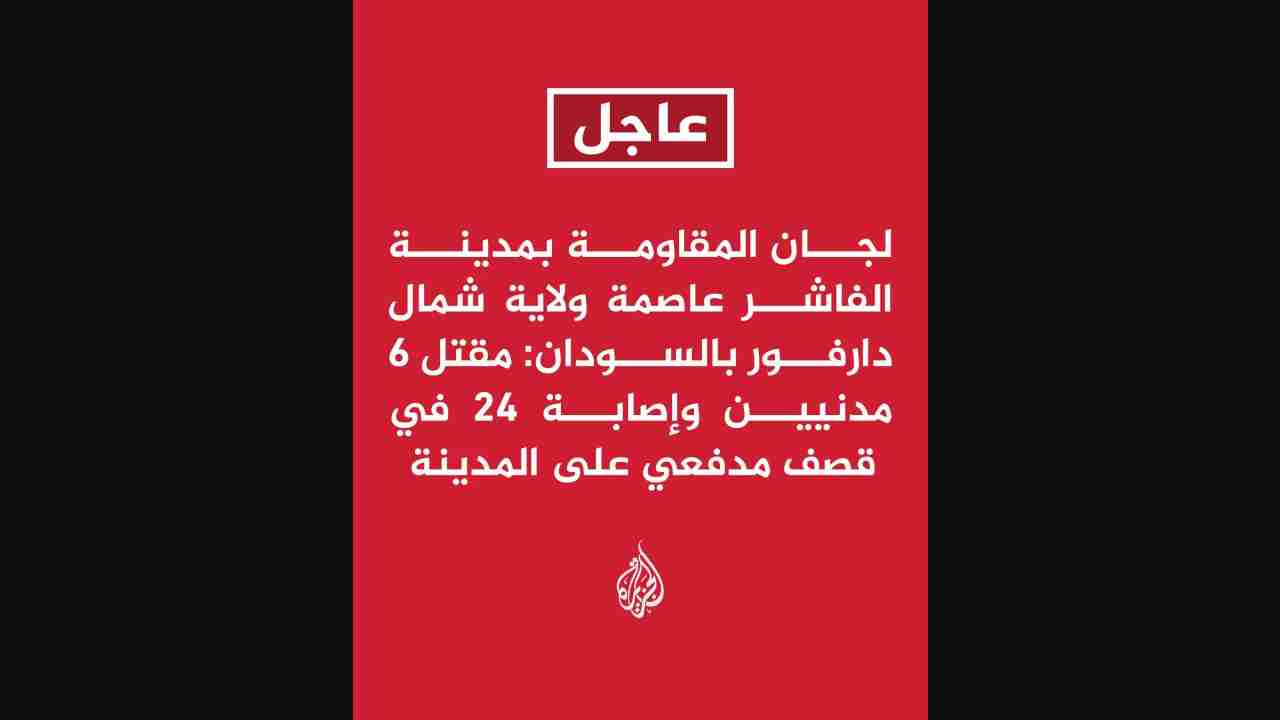 عاجل
لجان المقاومة بمدينة
الفاشر عاصمة ولاية شمال
دارفور بالسودان: مقتل 6
مدنيين وإصابة 24 في
قصف مدفعي على المدينة
الجزيرة